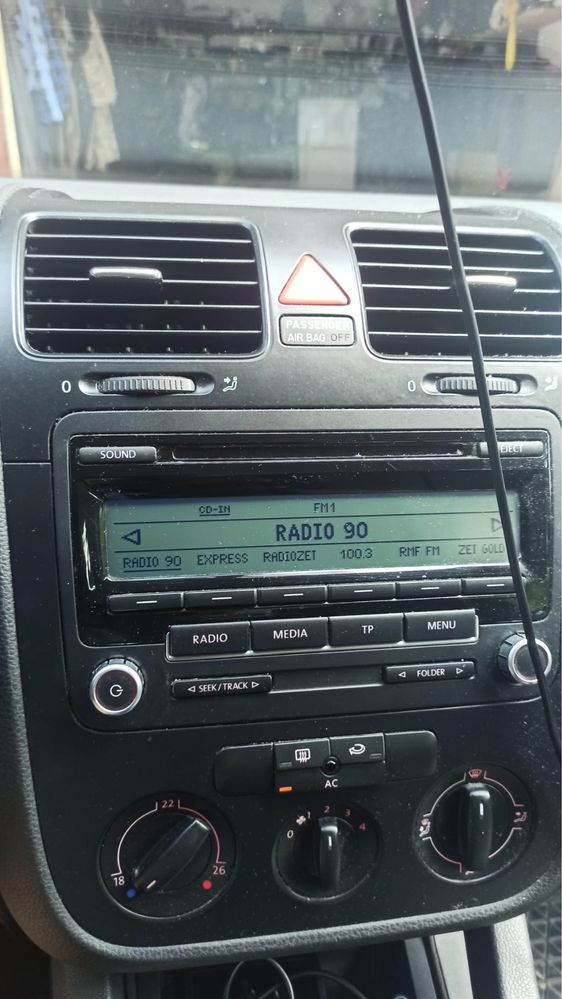 PASSENGER
AIR BAG OFF
0
0
SOUND
EJECT
CD-IN FM1
RADIO 90
RADIO 90 EXPRESS RADIOZET 100.3 RMF FM ZET GOLD
RADIO MEDIA TP MENU
SEEK/TRACK FOLDER
AC
22
18 26
0 1 2 3 4